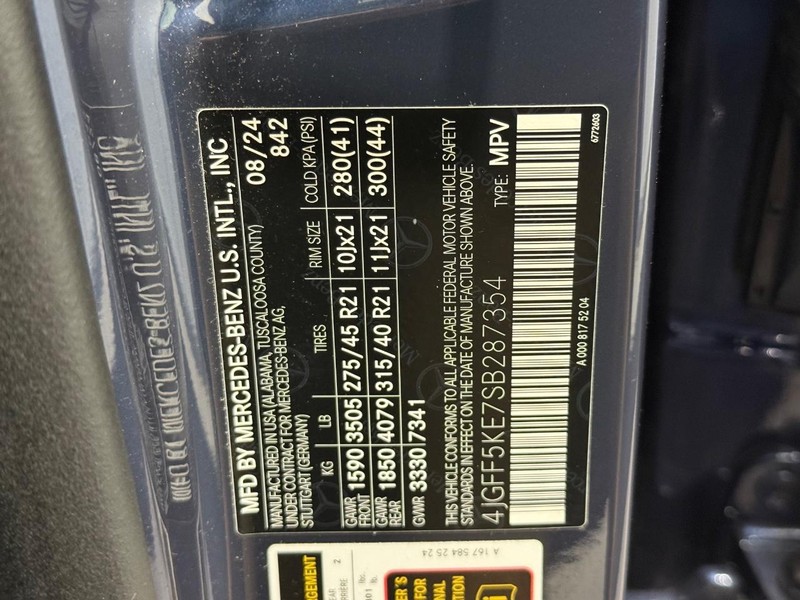 MFD BY MERCEDES-BENZ U.S. INTL., INC
MANUFACTURED IN USA (ALABAMA, TUSCALOOSA COUNTY) 08/24
UNDER CONTRACT FOR MERCEDES-BENZ AG, 842
STUTTGART (GERMANY)
KG LB TIRES RIM SIZE COLD KPA (PSI)
GAWR FRONT 1590 3505 275/45 R21 10Jx21 280(41)
GAWR REAR 1850 4079 315/40 R21 11Jx21 300(44)
GVWR 3330 7341
THIS VEHICLE CONFORMS TO ALL APPLICABLE FEDERAL MOTOR VEHICLE SAFETY
STANDARDS IN EFFECT ON THE DATE OF MANUFACTURE SHOWN ABOVE.
4JGFF5KE7SB287354 TYPE: MPV
A 000 817 52 04
6772603
A 167 584 25 24
2